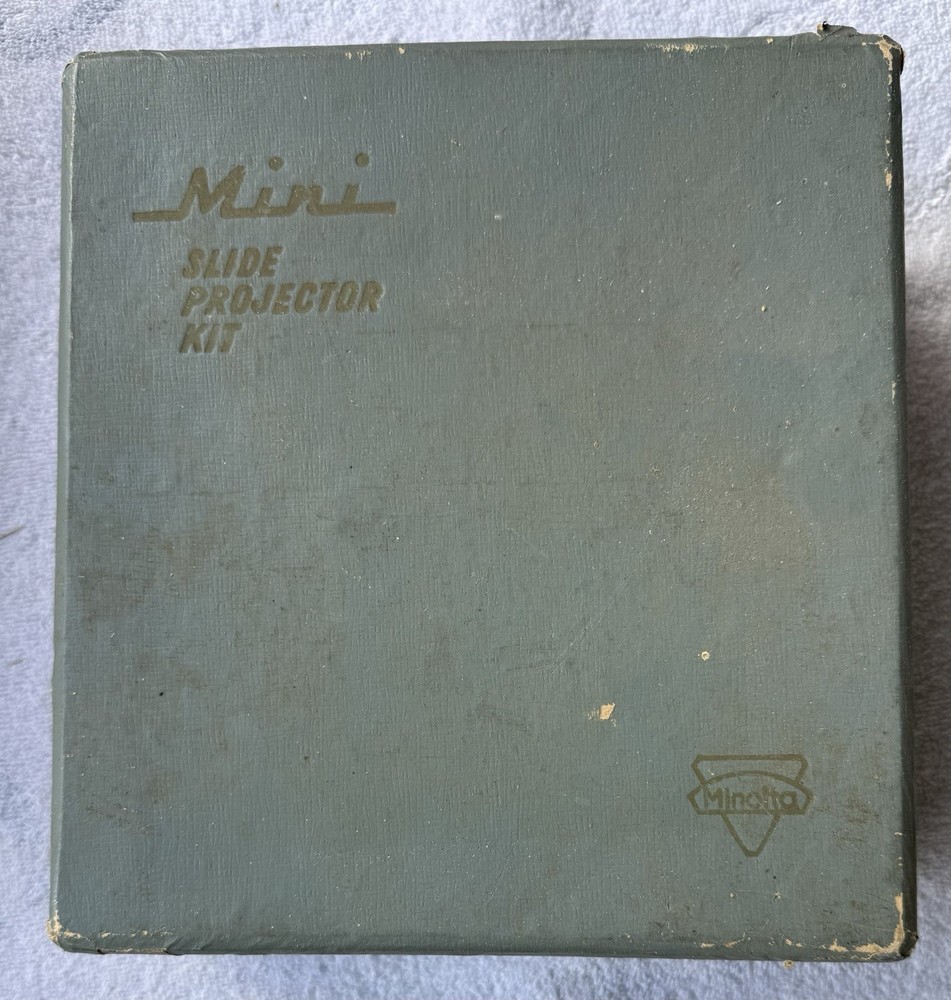 Mini
SLIDE
PROJECTOR
KIT
Minolta